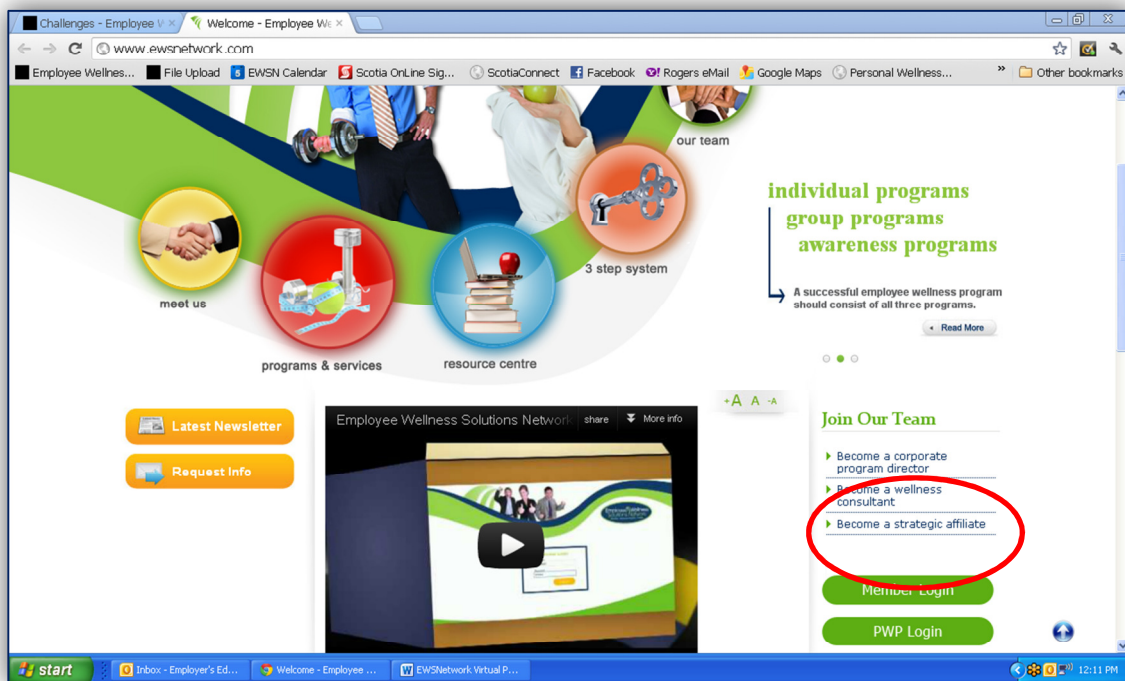 Challenges - Employee W
Welcome - Employee We
www.ewsnetwork.com
Employee Wellnes...
File Upload
EWSN Calendar
Scotia OnLine Sig...
ScotiaConnect
Facebook
Rogers eMail
Google Maps
Personal Wellness...
»
Other bookmarks
our team
individual programs
group programs
awareness programs
3 step system
meet us
A successful employee wellness program
should consist of all three programs.
Read More
programs & services
resource centre
+A A -A
Employee Wellness Solutions Network
share
More info
Join Our Team
Latest Newsletter
Request Info
Become a corporate
program director
Become a wellness
consultant
Become a strategic affiliate
Member Login
PWP Login
start
Inbox - Employer's Ed...
Welcome - Employee ...
EWSNetwork Virtual P...
12:11 PM